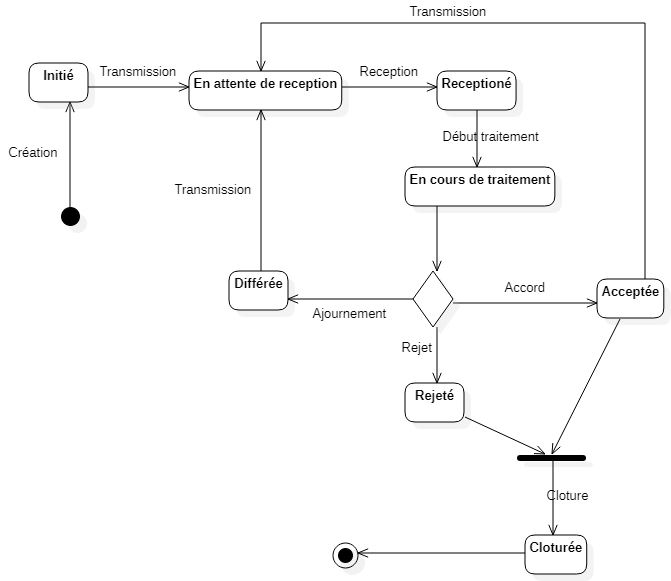 Transmission
Initié
Transmission
En attente de reception
Reception
Receptioné
Création
Début traitement
En cours de traitement
Transmission
Différée
Ajournement
Accord
Acceptée
Rejet
Rejeté
Cloture
Cloturée